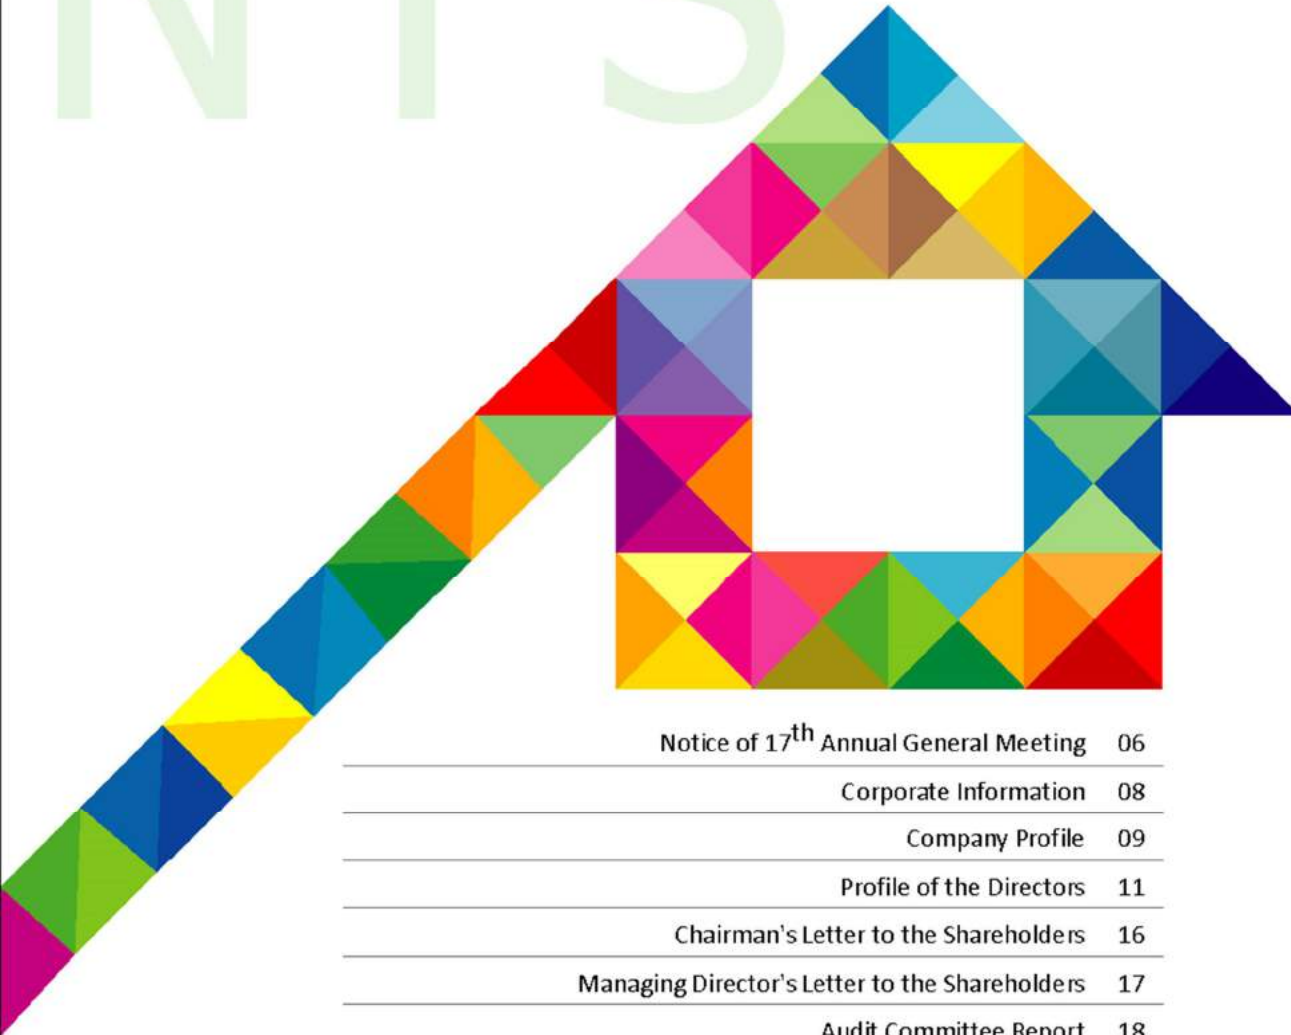 NTS
Notice of 17th Annual General Meeting 06
Corporate Information 08
Company Profile 09
Profile of the Directors 11
Chairman's Letter to the Shareholders 16
Managing Director's Letter to the Shareholders 17
Audit Committee Report 18